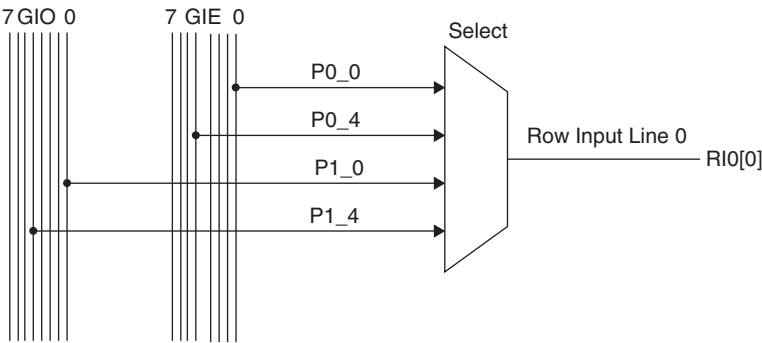 7 GIO 0
7 GIE 0
Select
P0_0
P0_4
Row Input Line 0
RI0[0]
P1_0
P1_4